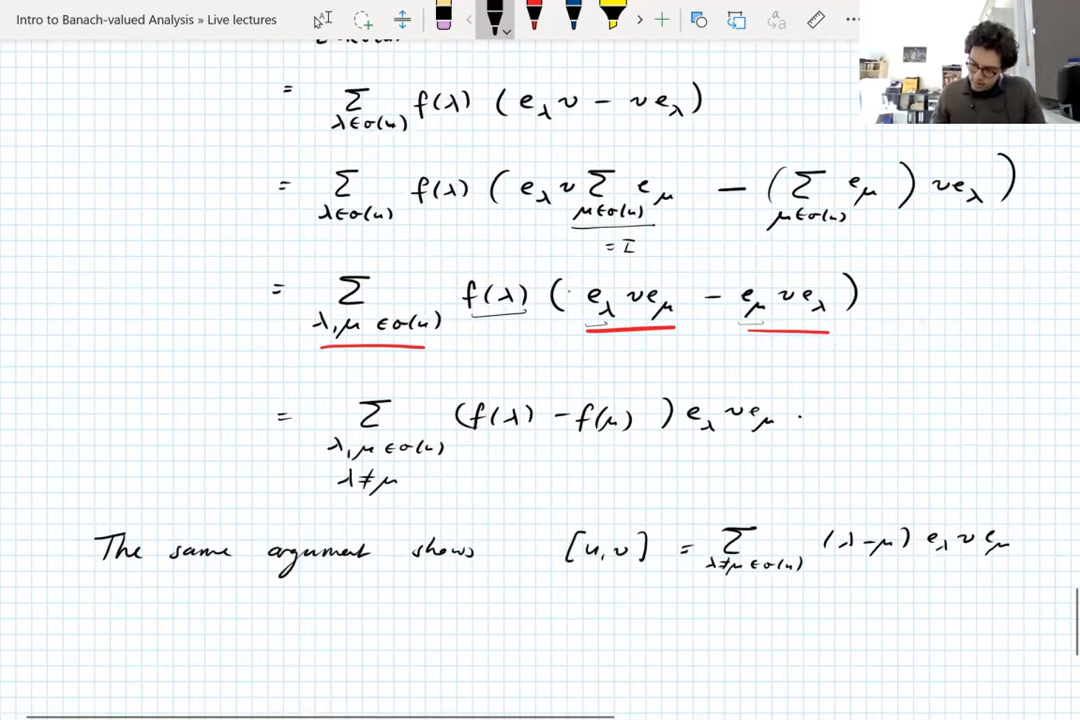 Intro to Banach-valued Analysis » Live lectures
= Σ_{λ∈σ(u)} f(λ) (e_λ v − v e_λ)
= Σ_{λ∈σ(u)} f(λ) (e_λ v Σ_{μ∈σ(u)} e_μ − (Σ_{μ∈σ(u)} e_μ) v e_λ)
= I
= Σ_{λ,μ ∈σ(u)} f(λ) (e_λ v e_μ − e_μ v e_λ)
= Σ_{λ,μ ∈σ(u) λ≠μ} (f(λ) − f(μ)) e_λ v e_μ .
The same argument shows [u,v] = Σ_{λ≠μ ∈σ(u)} (λ−μ) e_λ v e_μ